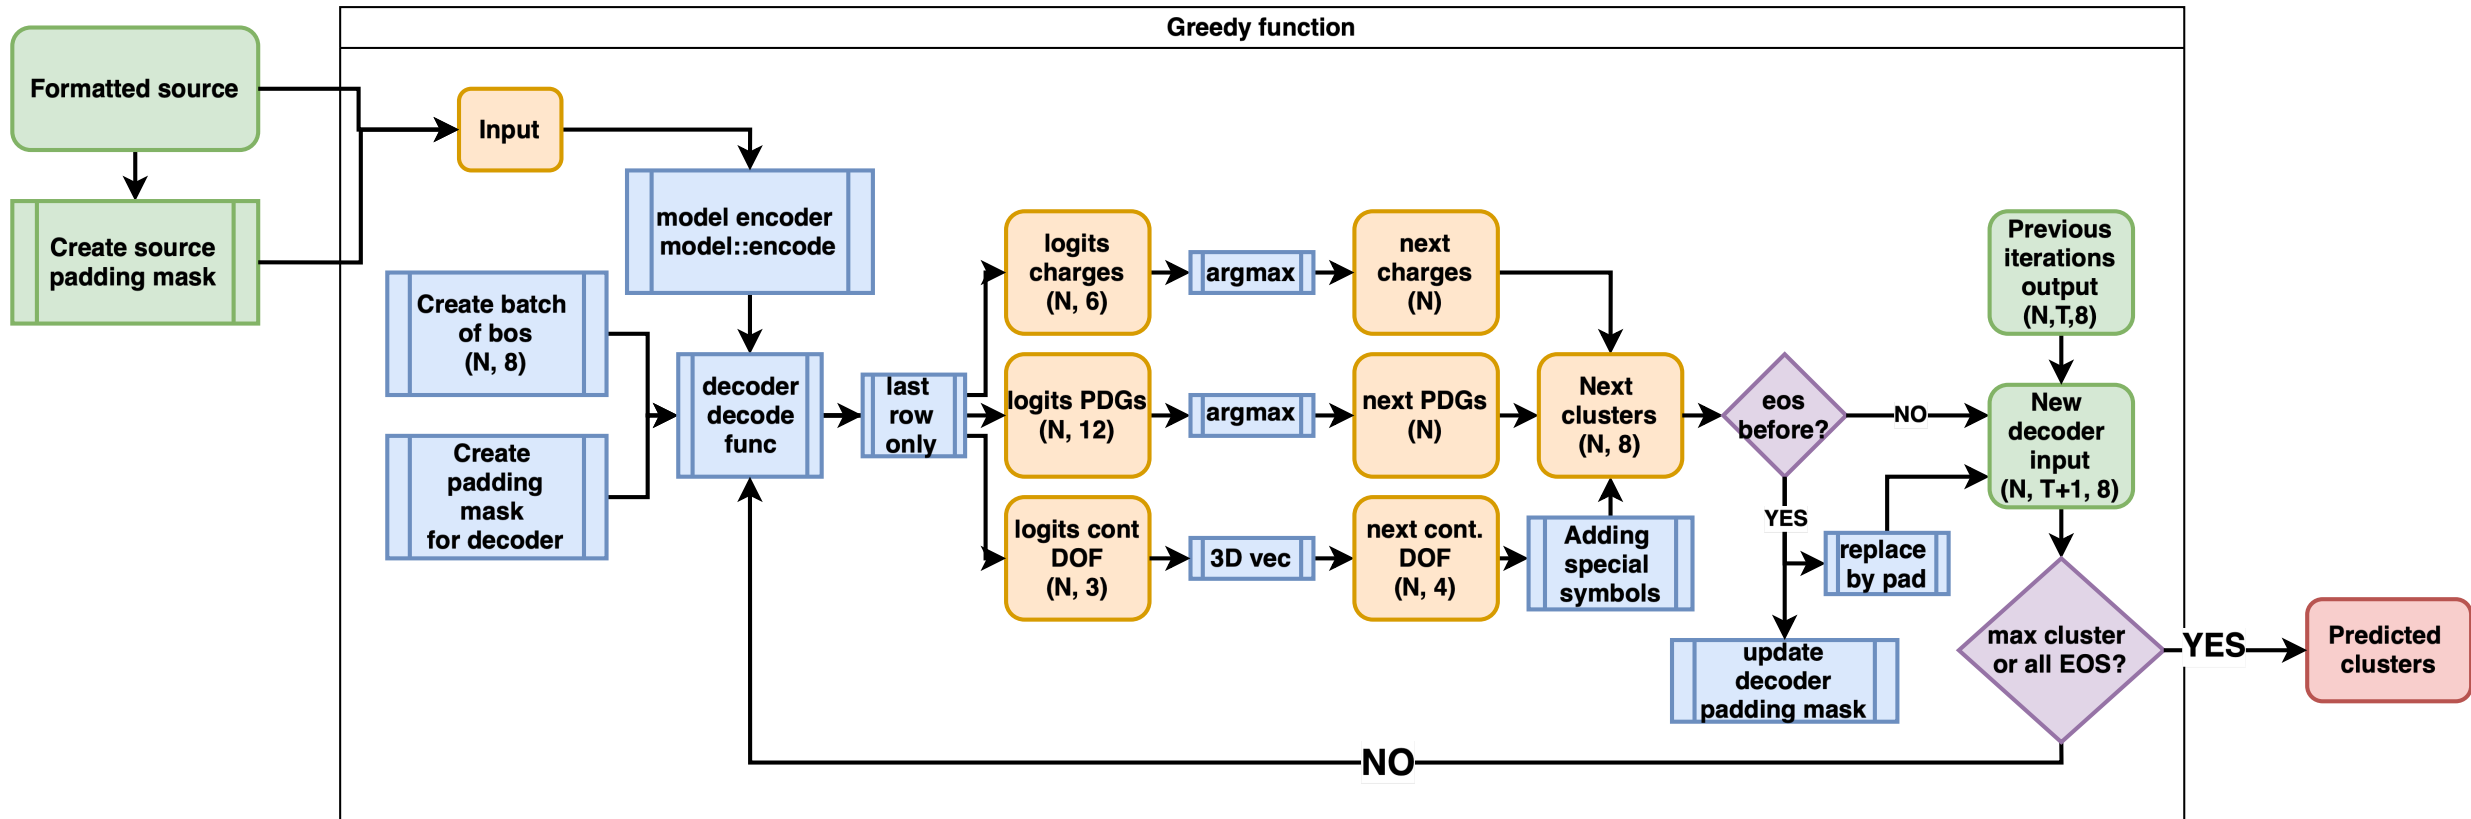 Greedy function
Formatted source
Create source
padding mask
Input
model encoder
model::encode
Create batch
of bos
(N, 8)
Create
padding
mask
for decoder
decoder
decode
func
last
row
only
logits
charges
(N, 6)
argmax
next
charges
(N)
logits PDGs
(N, 12)
argmax
next PDGs
(N)
logits cont
DOF
(N, 3)
3D vec
next cont.
DOF
(N, 4)
Adding
special
symbols
Next
clusters
(N, 8)
eos
before?
NO
YES
replace
by pad
update
decoder
padding mask
Previous
iterations
output
(N,T,8)
New
decoder
input
(N, T+1, 8)
max cluster
or all EOS?
YES
NO
Predicted
clusters